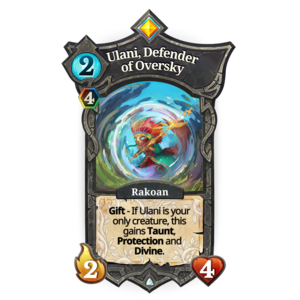 Ulani, Defender
of Oversky
2
4
Rakoan
Gift - If Ulani is your
only creature, this
gains Taunt,
Protection and
Divine.
2
4